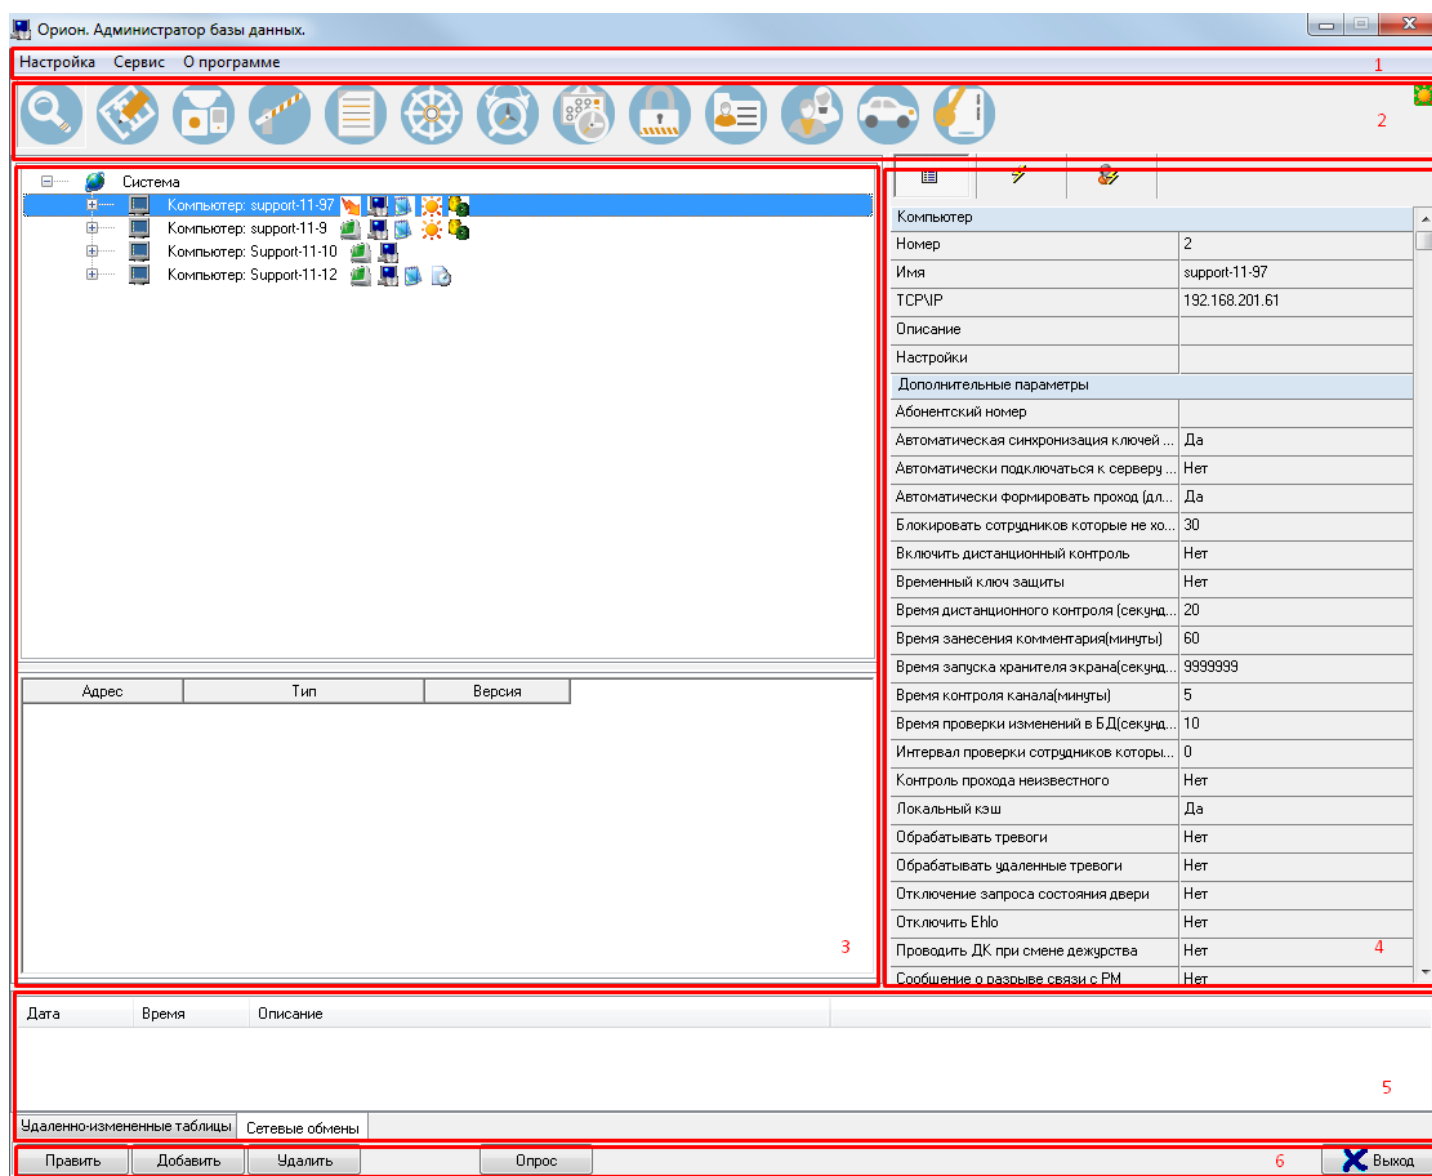 Орион. Администратор базы данных.
Настройка Сервис О программе
1
2
Система
Компьютер: support-11-97
Компьютер: support-11-9
Компьютер: Support-11-10
Компьютер: Support-11-12
Адрес Тип Версия
3
Компьютер
Номер 2
Имя support-11-97
TCP\IP 192.168.201.61
Описание
Настройки
Дополнительные параметры
Абонентский номер
Автоматическая синхронизация ключей ... Да
Автоматически подключаться к серверу ... Нет
Автоматически формировать проход (дл... Да
Блокировать сотрудников которые не хо... 30
Включить дистанционный контроль Нет
Временный ключ защиты Нет
Время дистанционного контроля (секунд... 20
Время занесения комментария(минуты) 60
Время запуска хранителя экрана(секунд... 9999999
Время контроля канала(минуты) 5
Время проверки изменений в БД(секунд... 10
Интервал проверки сотрудников которы... 0
Контроль прохода неизвестного Нет
Локальный кэш Да
Обрабатывать тревоги Нет
Обрабатывать удаленные тревоги Нет
Отключение запроса состояния двери Нет
Отключить Ehlo Нет
Проводить ДК при смене дежурства Нет
4
Сообщение о разрыве связи с РМ Нет
Дата Время Описание
5
Удаленно-измененные таблицы Сетевые обмены
Править Добавить Удалить Опрос 6 Выход